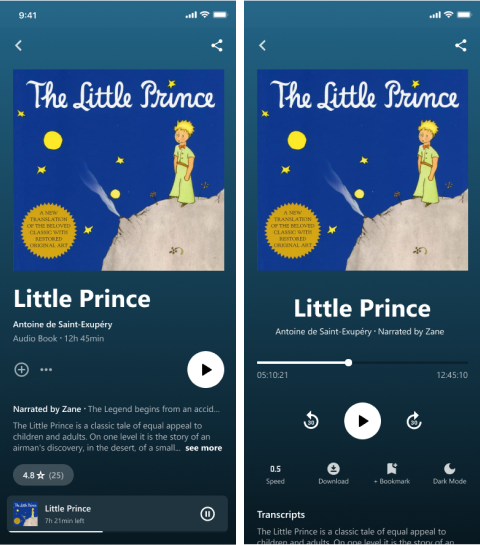 9:41
The Little Prince
A NEW
TRANSLATION
OF THE BELOVED
CLASSIC WITH
RESTORED
ORIGINAL ART
Little Prince
Antoine de Saint-Exupéry
Audio Book • 12h 45min
Narrated by Zane • The Legend begins from an accid...
The Little Prince is a classic tale of equal appeal to
children and adults. On one level it is the story of an
airman's discovery, in the desert, of a small... see more
4.8 ★ (25)
Little Prince
7h 21min left
The Little Prince
A NEW
TRANSLATION
OF THE BELOVED
CLASSIC WITH
RESTORED
ORIGINAL ART
Little Prince
Antoine de Saint-Exupéry • Narrated by Zane
05:10:21 12:45:10
30 30
0.5
Speed Download + Bookmark Dark Mode
Transcripts
The Little Prince is a classic tale of equal appeal to
children and adults. On one level it is the story of an